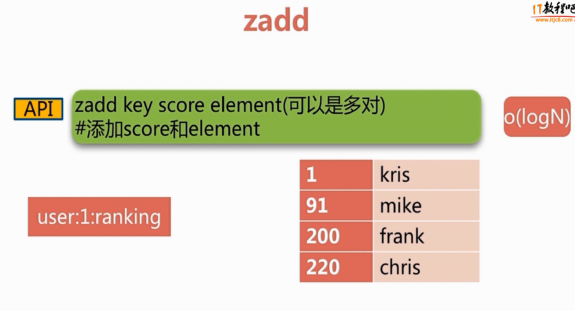 zadd
IT教程吧
www.itjc8.com
API
zadd key score element(可以是多对)
#添加score和element
o(logN)
user:1:ranking
1 kris
91 mike
200 frank
220 chris